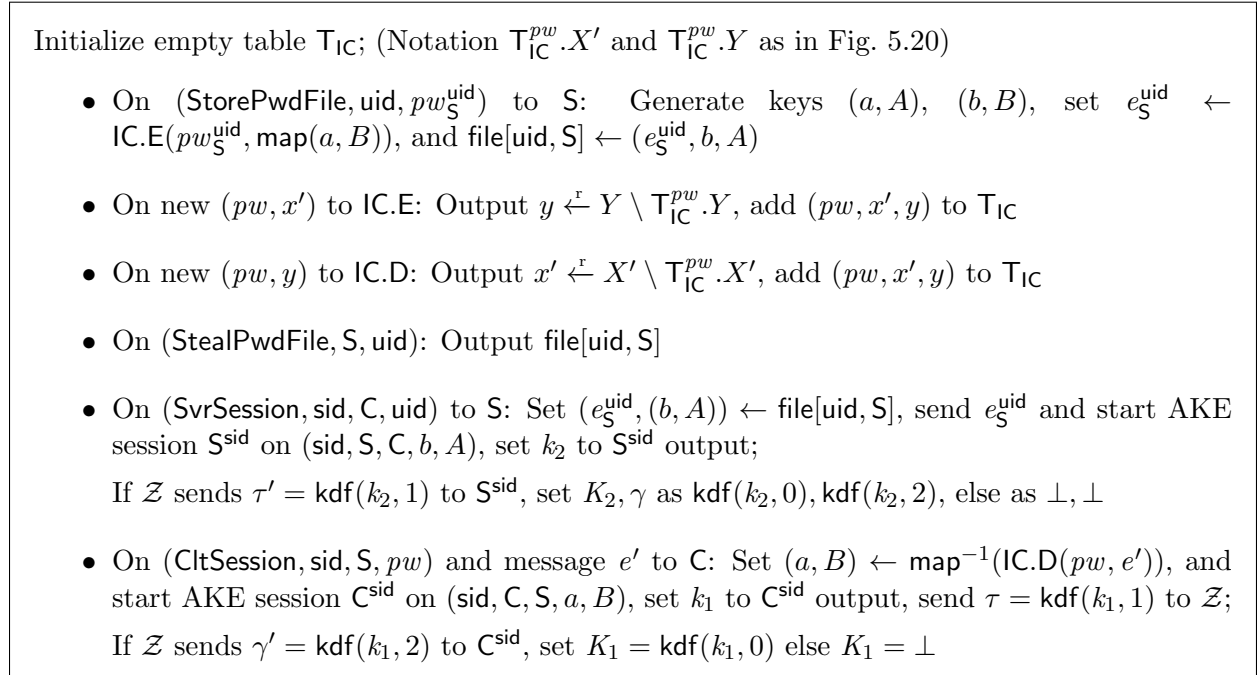 Initialize empty table T_IC; (Notation T_IC^pw.X′ and T_IC^pw.Y as in Fig. 5.20)
• On (StorePwdFile, uid, pw_S^uid) to S: Generate keys (a, A), (b, B), set e_S^uid ←
IC.E(pw_S^uid, map(a, B)), and file[uid, S] ← (e_S^uid, b, A)
• On new (pw, x′) to IC.E: Output y ←^r Y \ T_IC^pw.Y, add (pw, x′, y) to T_IC
• On new (pw, y) to IC.D: Output x′ ←^r X′ \ T_IC^pw.X′, add (pw, x′, y) to T_IC
• On (StealPwdFile, S, uid): Output file[uid, S]
• On (SvrSession, sid, C, uid) to S: Set (e_S^uid, (b, A)) ← file[uid, S], send e_S^uid and start AKE
session S^sid on (sid, S, C, b, A), set k_2 to S^sid output;
If Z sends τ′ = kdf(k_2, 1) to S^sid, set K_2, γ as kdf(k_2, 0), kdf(k_2, 2), else as ⊥, ⊥
• On (CltSession, sid, S, pw) and message e′ to C: Set (a, B) ← map^−1(IC.D(pw, e′)), and
start AKE session C^sid on (sid, C, S, a, B), set k_1 to C^sid output, send τ = kdf(k_1, 1) to Z;
If Z sends γ′ = kdf(k_1, 2) to C^sid, set K_1 = kdf(k_1, 0) else K_1 = ⊥